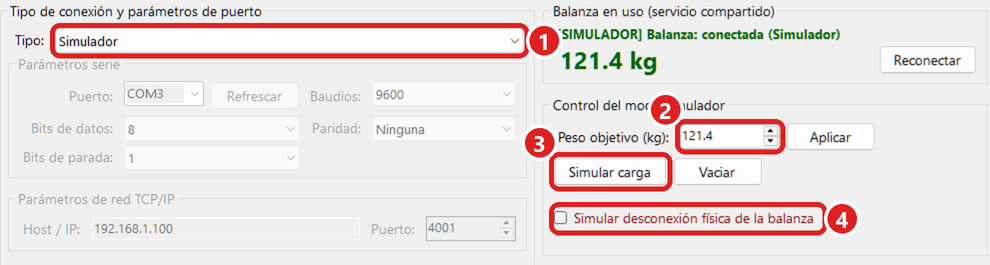 Tipo de conexión y parámetros de puerto
Tipo: Simulador 1
Parámetros serie
Puerto: COM3 Refrescar Baudios: 9600
Bits de datos: 8 Paridad: Ninguna
Bits de parada: 1
Parámetros de red TCP/IP
Host / IP: 192.168.1.100 Puerto: 4001
Balanza en uso (servicio compartido)
[SIMULADOR] Balanza: conectada (Simulador)
121.4 kg Reconectar
Control del modo simulador
2
Peso objetivo (kg): 121.4 Aplicar
3
Simular carga Vaciar
Simular desconexión física de la balanza 4